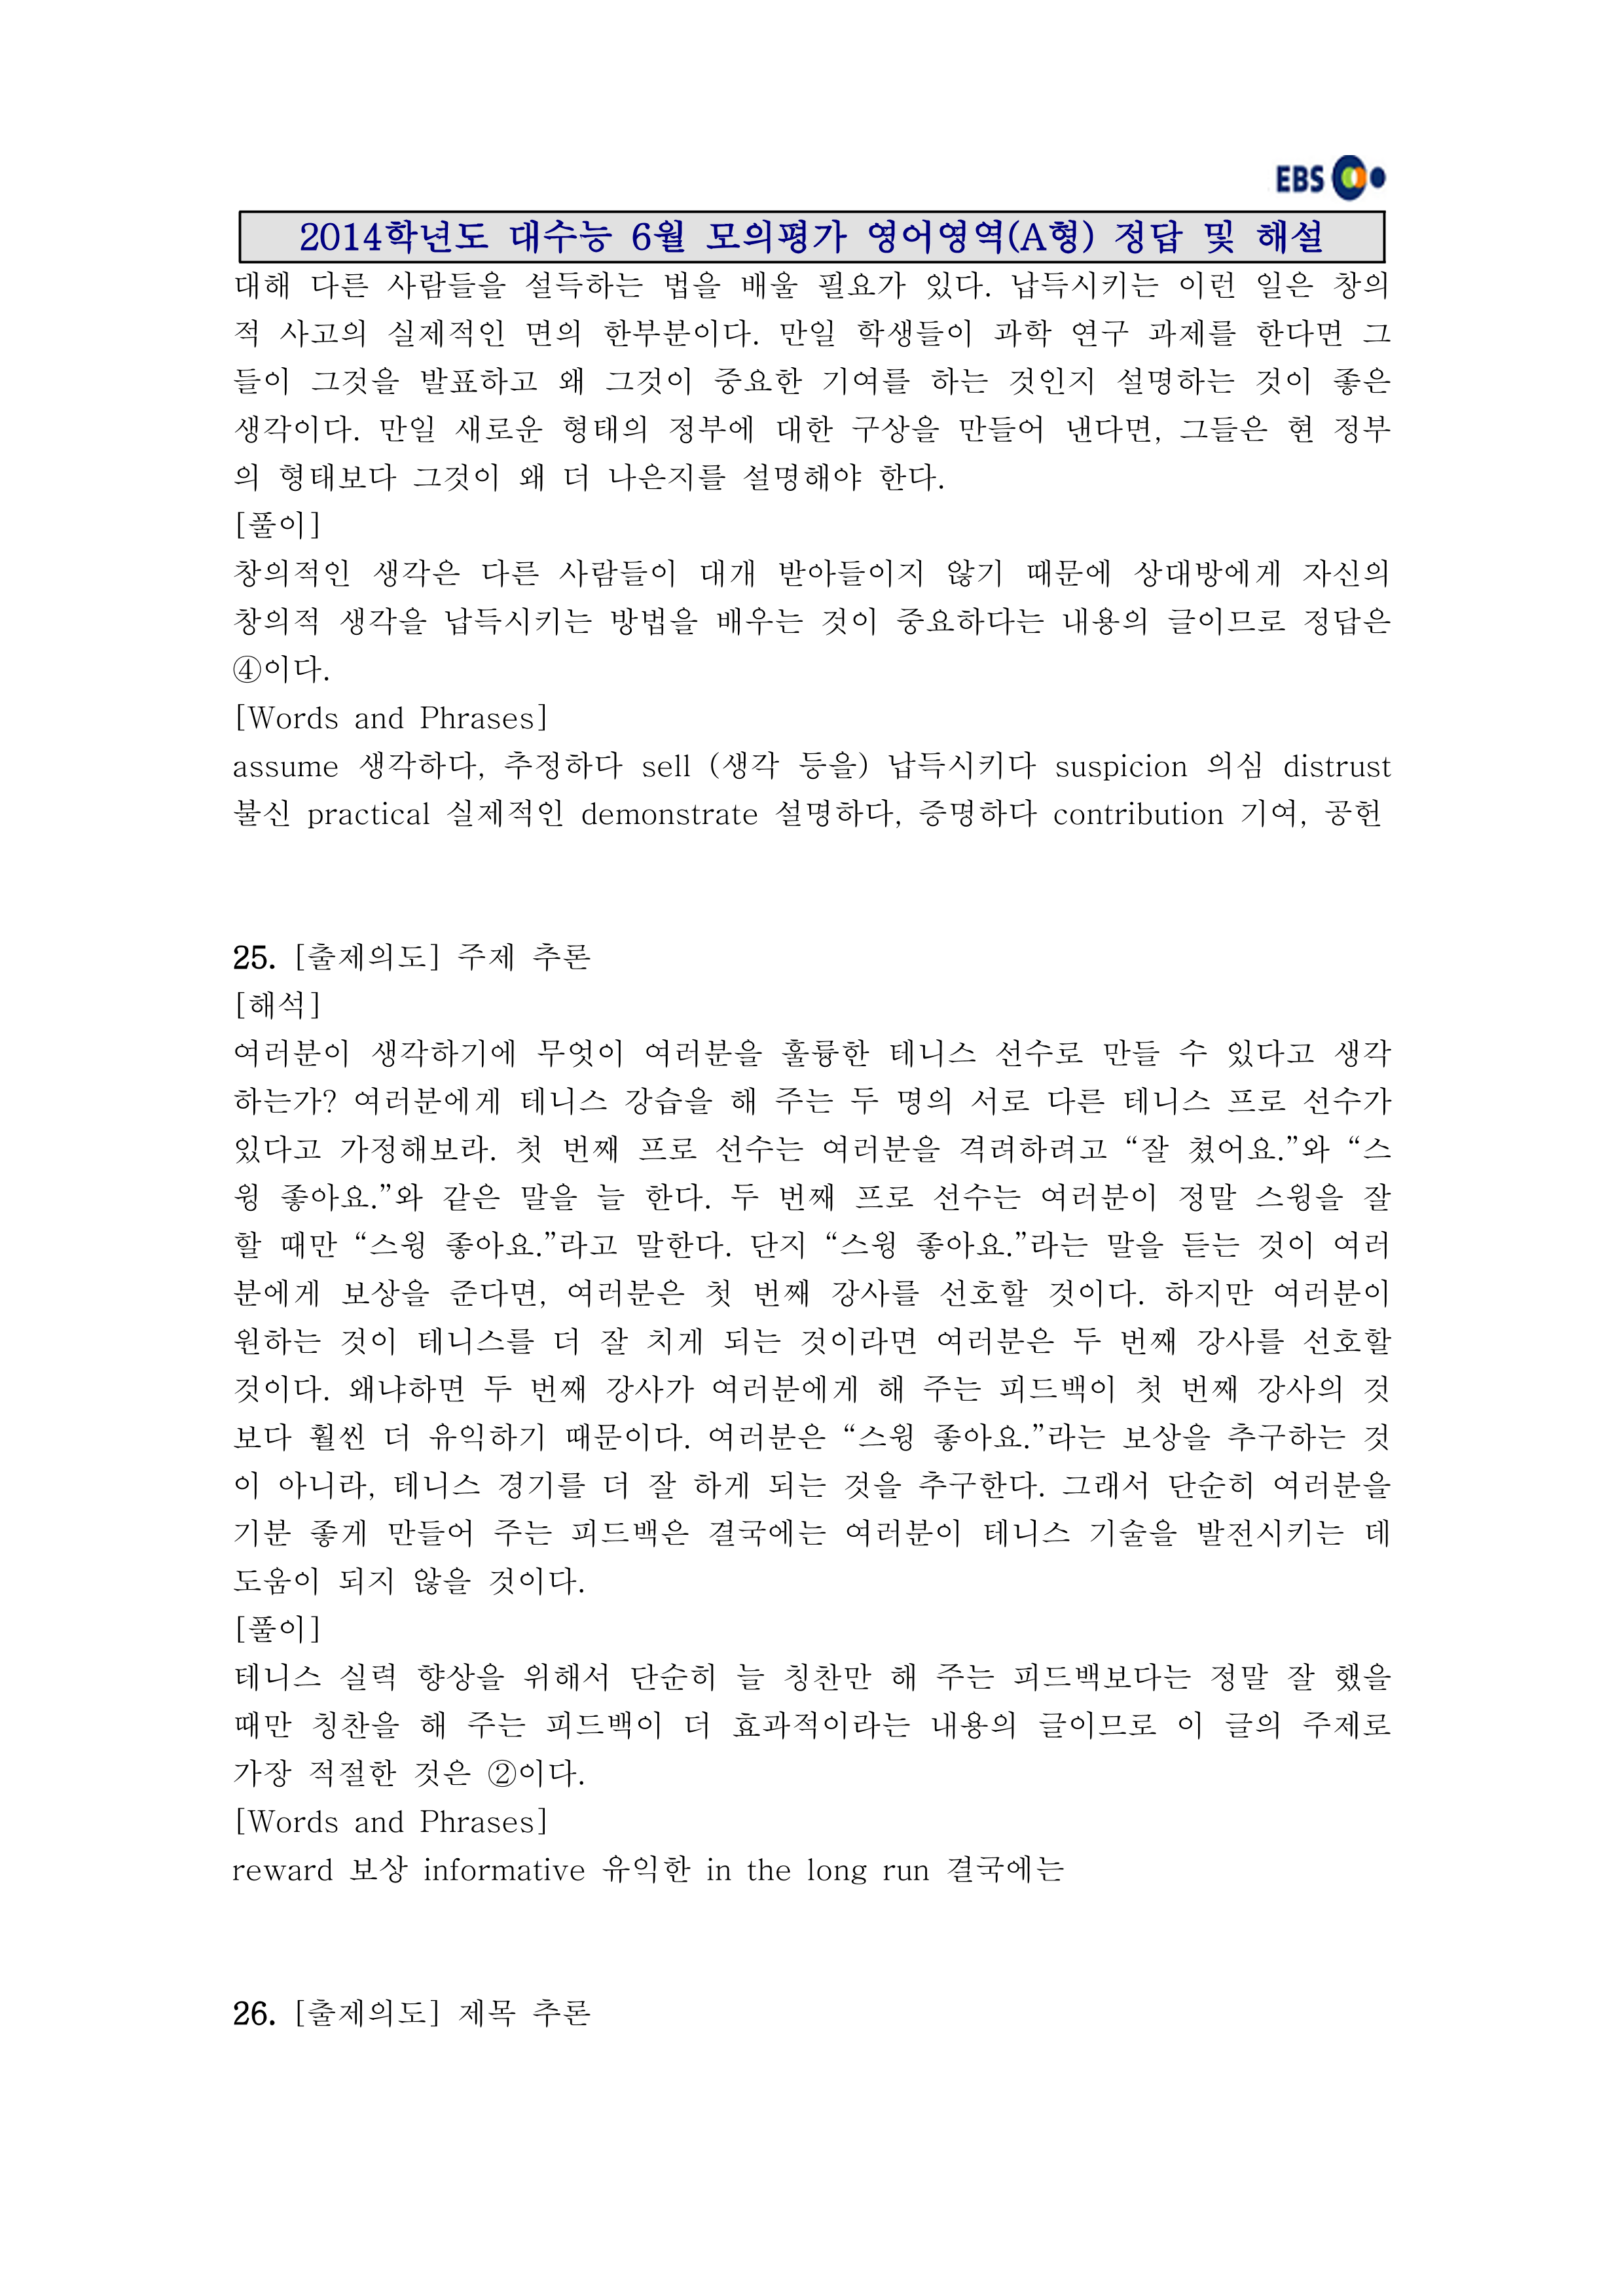 EBS
2014학년도 대수능 6월 모의평가 영어영역(A형) 정답 및 해설
대해 다른 사람들을 설득하는 법을 배울 필요가 있다. 납득시키는 이런 일은 창의
적 사고의 실제적인 면의 한부분이다. 만일 학생들이 과학 연구 과제를 한다면 그
들이 그것을 발표하고 왜 그것이 중요한 기여를 하는 것인지 설명하는 것이 좋은
생각이다. 만일 새로운 형태의 정부에 대한 구상을 만들어 낸다면, 그들은 현 정부
의 형태보다 그것이 왜 더 나은지를 설명해야 한다.
[풀이]
창의적인 생각은 다른 사람들이 대개 받아들이지 않기 때문에 상대방에게 자신의
창의적 생각을 납득시키는 방법을 배우는 것이 중요하다는 내용의 글이므로 정답은
④이다.
[Words and Phrases]
assume 생각하다, 추정하다 sell (생각 등을) 납득시키다 suspicion 의심 distrust
불신 practical 실제적인 demonstrate 설명하다, 증명하다 contribution 기여, 공헌
25. [출제의도] 주제 추론
[해석]
여러분이 생각하기에 무엇이 여러분을 훌륭한 테니스 선수로 만들 수 있다고 생각
하는가? 여러분에게 테니스 강습을 해 주는 두 명의 서로 다른 테니스 프로 선수가
있다고 가정해보라. 첫 번째 프로 선수는 여러분을 격려하려고 “잘 쳤어요.”와 “스
윙 좋아요.”와 같은 말을 늘 한다. 두 번째 프로 선수는 여러분이 정말 스윙을 잘
할 때만 “스윙 좋아요.”라고 말한다. 단지 “스윙 좋아요.”라는 말을 듣는 것이 여러
분에게 보상을 준다면, 여러분은 첫 번째 강사를 선호할 것이다. 하지만 여러분이
원하는 것이 테니스를 더 잘 치게 되는 것이라면 여러분은 두 번째 강사를 선호할
것이다. 왜냐하면 두 번째 강사가 여러분에게 해 주는 피드백이 첫 번째 강사의 것
보다 훨씬 더 유익하기 때문이다. 여러분은 “스윙 좋아요.”라는 보상을 추구하는 것
이 아니라, 테니스 경기를 더 잘 하게 되는 것을 추구한다. 그래서 단순히 여러분을
기분 좋게 만들어 주는 피드백은 결국에는 여러분이 테니스 기술을 발전시키는 데
도움이 되지 않을 것이다.
[풀이]
테니스 실력 향상을 위해서 단순히 늘 칭찬만 해 주는 피드백보다는 정말 잘 했을
때만 칭찬을 해 주는 피드백이 더 효과적이라는 내용의 글이므로 이 글의 주제로
가장 적절한 것은 ②이다.
[Words and Phrases]
reward 보상 informative 유익한 in the long run 결국에는
26. [출제의도] 제목 추론